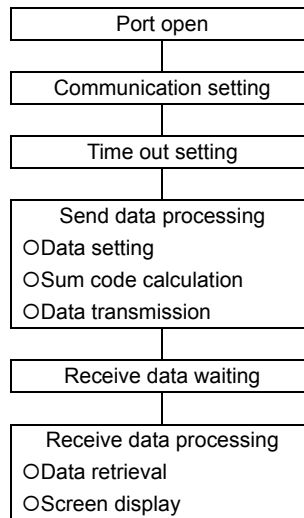 Port open
Communication setting
Time out setting
Send data processing
○Data setting
○Sum code calculation
○Data transmission
Receive data waiting
Receive data processing
○Data retrieval
○Screen display